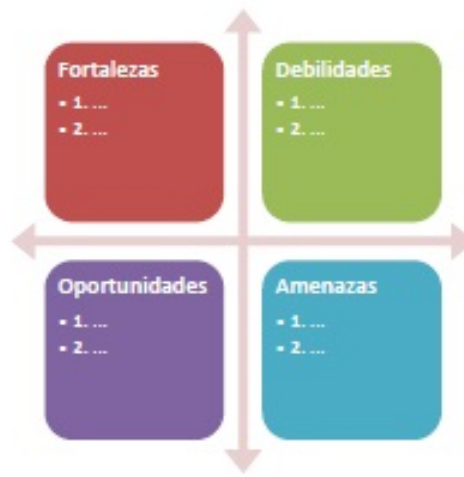 Fortalezas
▪ 1. ...
▪ 2. ...
Debilidades
▪ 1. ...
▪ 2. ...
Oportunidades
▪ 1. ...
▪ 2. ...
Amenazas
▪ 1. ...
▪ 2. ...